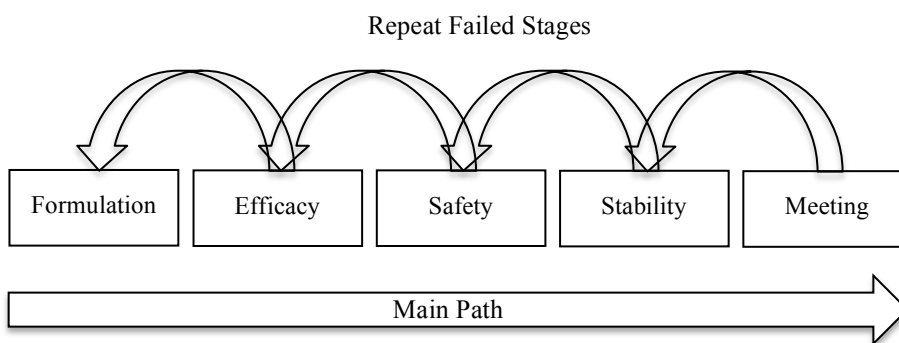 Repeat Failed Stages
Formulation
Efficacy
Safety
Stability
Meeting
Main Path